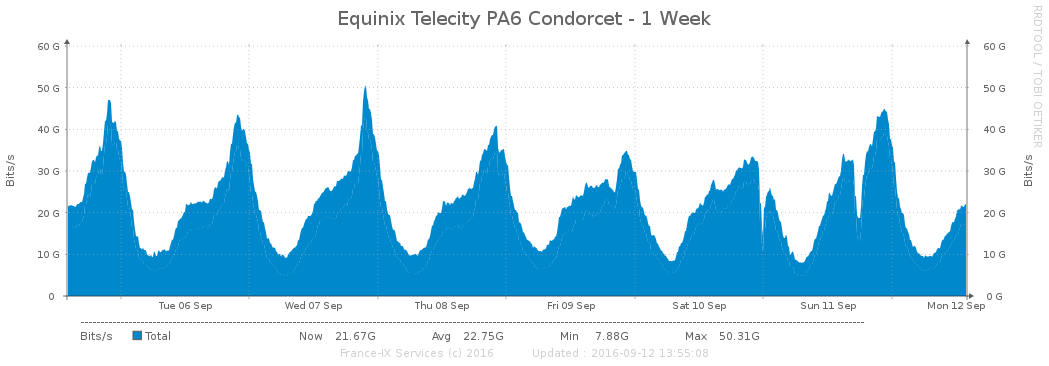 Equinix Telecity PA6 Condorcet - 1 Week
RRDTOOL / TOBI OETIKER
Bits/s
Bits/s
60 G 60 G
50 G 50 G
40 G 40 G
30 G 30 G
20 G 20 G
10 G 10 G
0 0 G
Tue 06 Sep Wed 07 Sep Thu 08 Sep Fri 09 Sep Sat 10 Sep Sun 11 Sep Mon 12 Sep
Bits/s Total Now 21.67G Avg 22.75G Min 7.88G Max 50.31G
France-IX Services (c) 2016 Updated : 2016-09-12 13:55:08